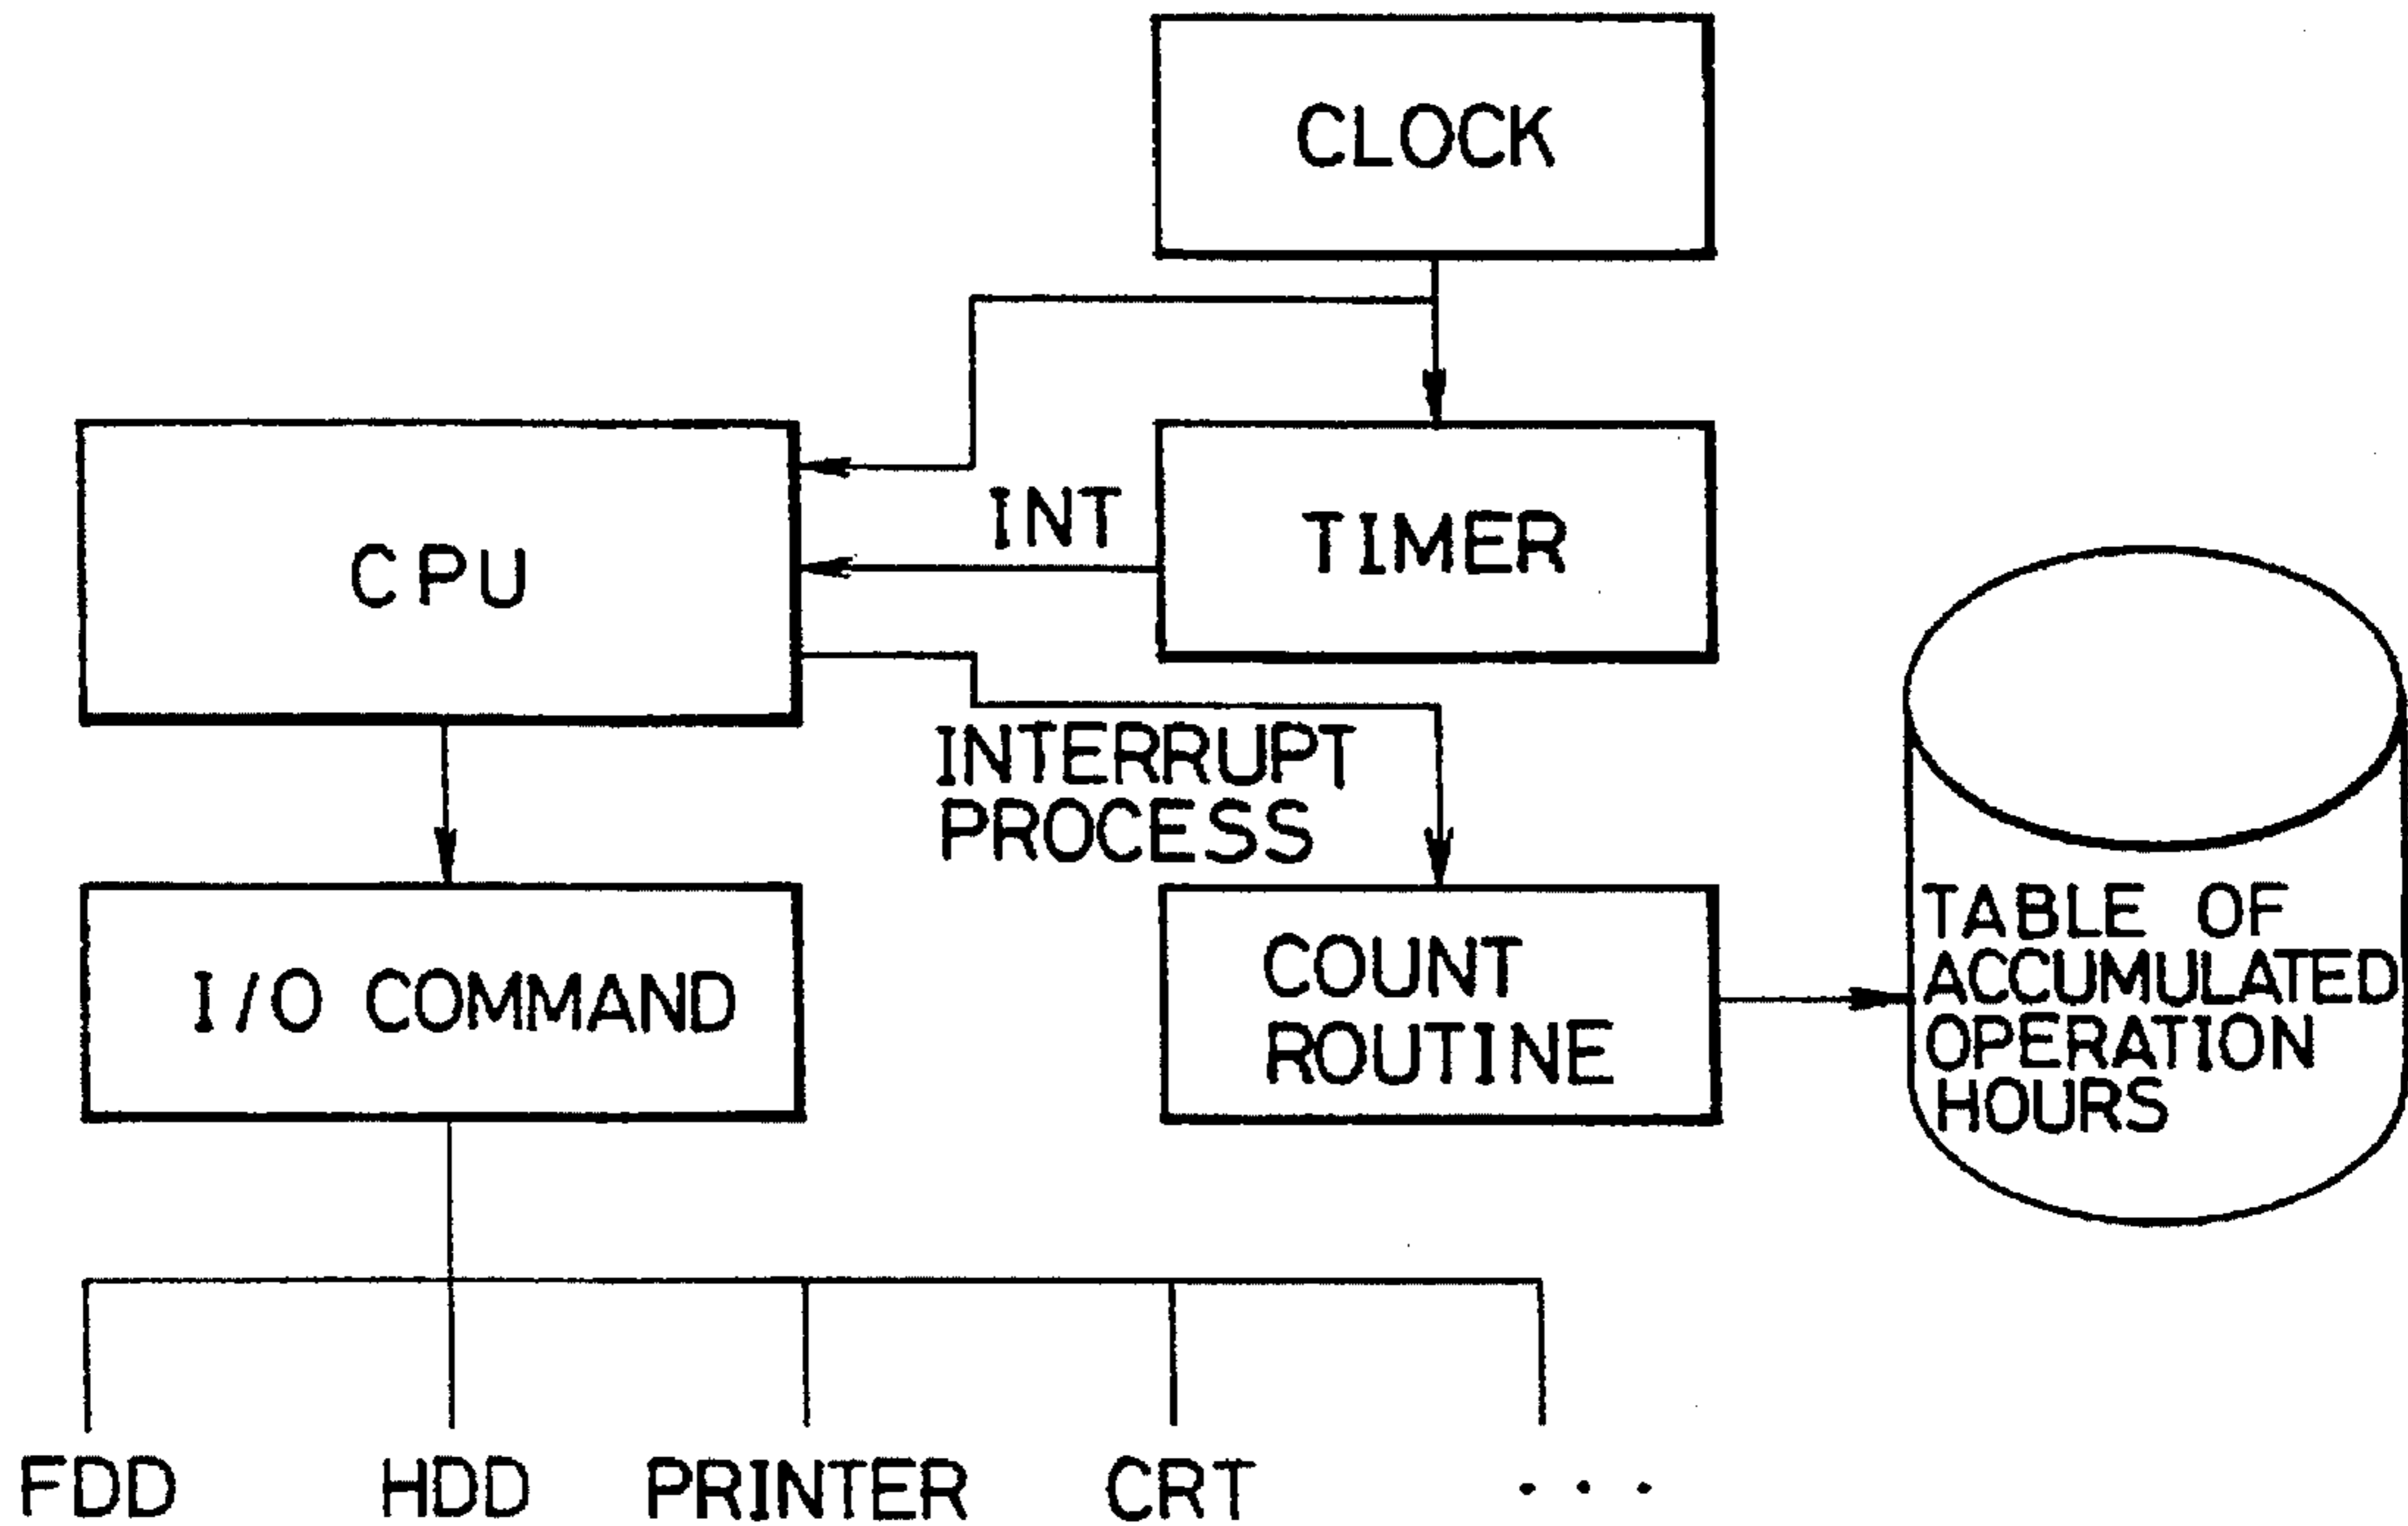 CLOCK
INT
TIMER
CPU
INTERRUPT
PROCESS
I/O COMMAND
COUNT
ROUTINE
TABLE OF
ACCUMULATED
OPERATION
HOURS
FDD
HDD
PRINTER
CRT
...